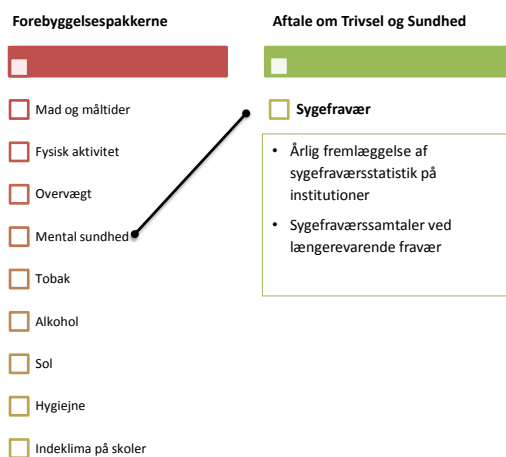 Forebyggelsespakkerne
Mad og måltider
Fysisk aktivitet
Overvægt
Mental sundhed
Tobak
Alkohol
Sol
Hygiejne
Indeklima på skoler
Aftale om Trivsel og Sundhed
Sygefravær
• Årlig fremlæggelse af
sygefraværsstatistik på
institutioner
• Sygefraværssamtaler ved
længerevarende fravær